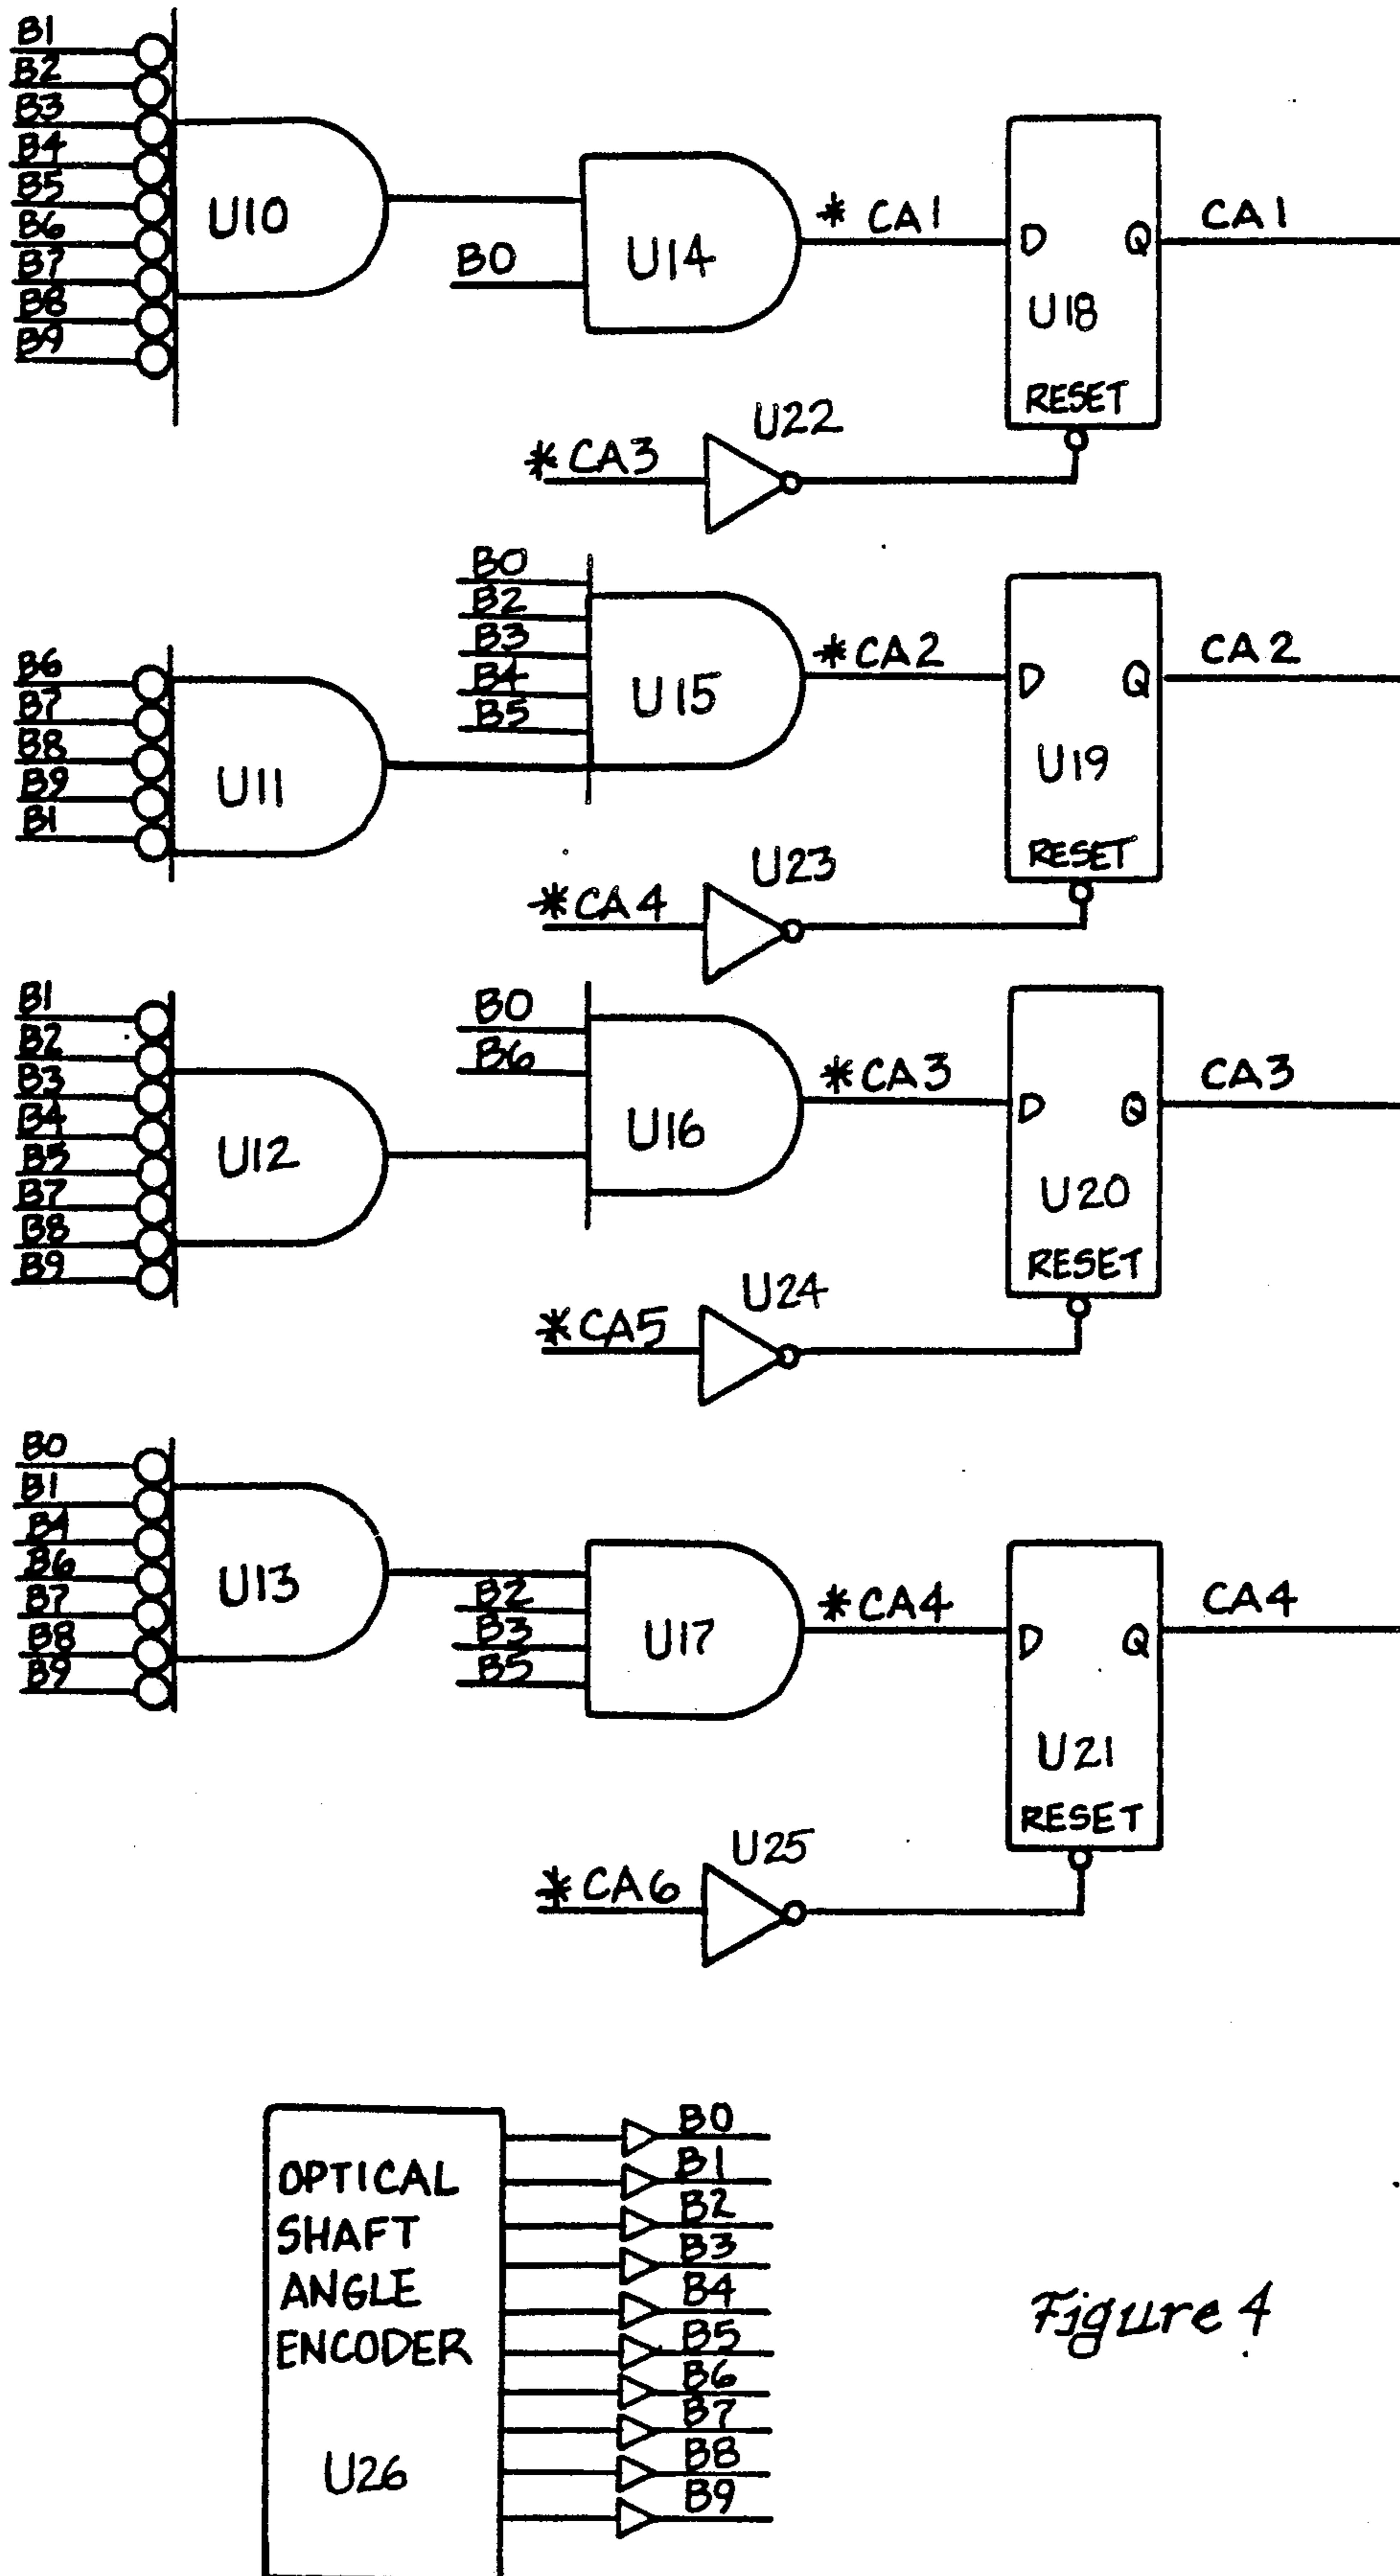 B1
B2
B3
B4
B5
B6
B7
B8
B9
U10
B0
U14
* CA1
D Q
U18
RESET
CA1
* CA3
U22
B0
B2
B3
B4
B5
U15
B6
B7
B8
B9
B1
U11
* CA2
D Q
U19
RESET
CA2
* CA4
U23
B1
B2
B3
B4
B5
B7
B8
B9
U12
B0
B6
U16
* CA3
D Q
U20
RESET
CA3
* CA5
U24
B0
B1
B4
B6
B7
B8
B9
U13
B2
B3
B5
U17
* CA4
D Q
U21
RESET
CA4
* CA6
U25
OPTICAL
SHAFT
ANGLE
ENCODER
U26
B0
B1
B2
B3
B4
B5
B6
B7
B8
B9
Figure 4